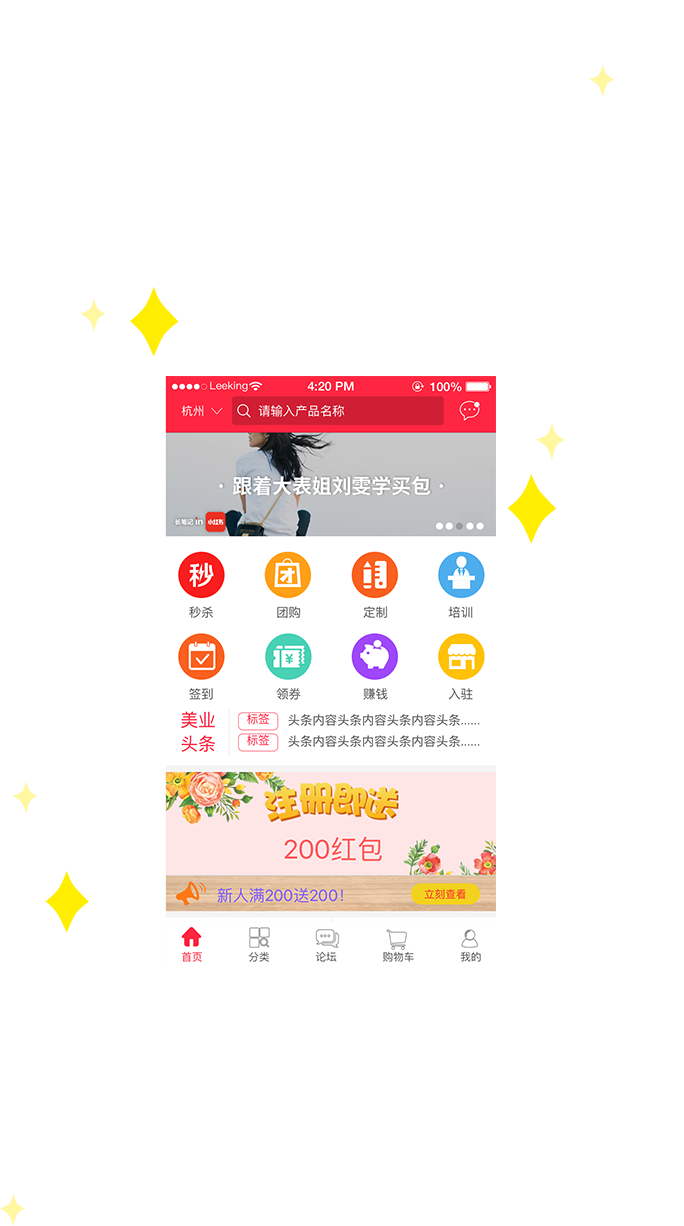 Leeking 4:20 PM 100%
杭州 请输入产品名称
· 跟着大表姐刘雯学买包 ·
长笔记 in 小红书
秒 团
秒杀 团购 定制 培训
¥
签到 领券 赚钱 入驻
美业 标签 头条内容头条内容头条内容头条......
头条 标签 头条内容头条内容头条内容头条......
注册即送
200红包
新人满200送200! 立刻查看
首页 分类 论坛 购物车 我的